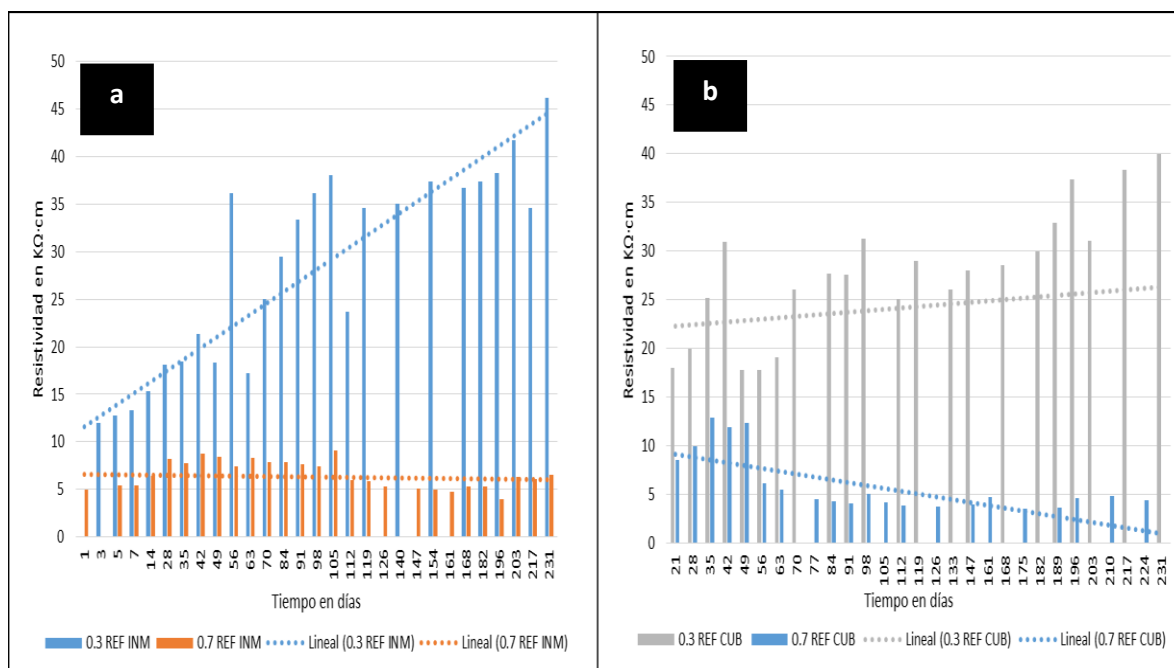 a
50
45
40
35
30
25
20
15
10
5
0
Resistividad en KΩ·cm
1 3 5 7 14 28 35 42 49 56 63 70 84 91 98 105 112 119 126 140 147 154 161 168 182 196 203 217 231
Tiempo en días
0.3 REF INM 0.7 REF INM Lineal (0.3 REF INM) Lineal (0.7 REF INM)
b
50
45
40
35
30
25
20
15
10
5
0
Resistividad en KΩ·cm
21 28 35 42 49 56 63 70 77 84 91 98 105 112 119 126 133 147 161 168 175 182 189 196 203 210 217 224 231
Tiempo en días
0.3 REF CUB 0.7 REF CUB Lineal (0.3 REF CUB) Lineal (0.7 REF CUB)